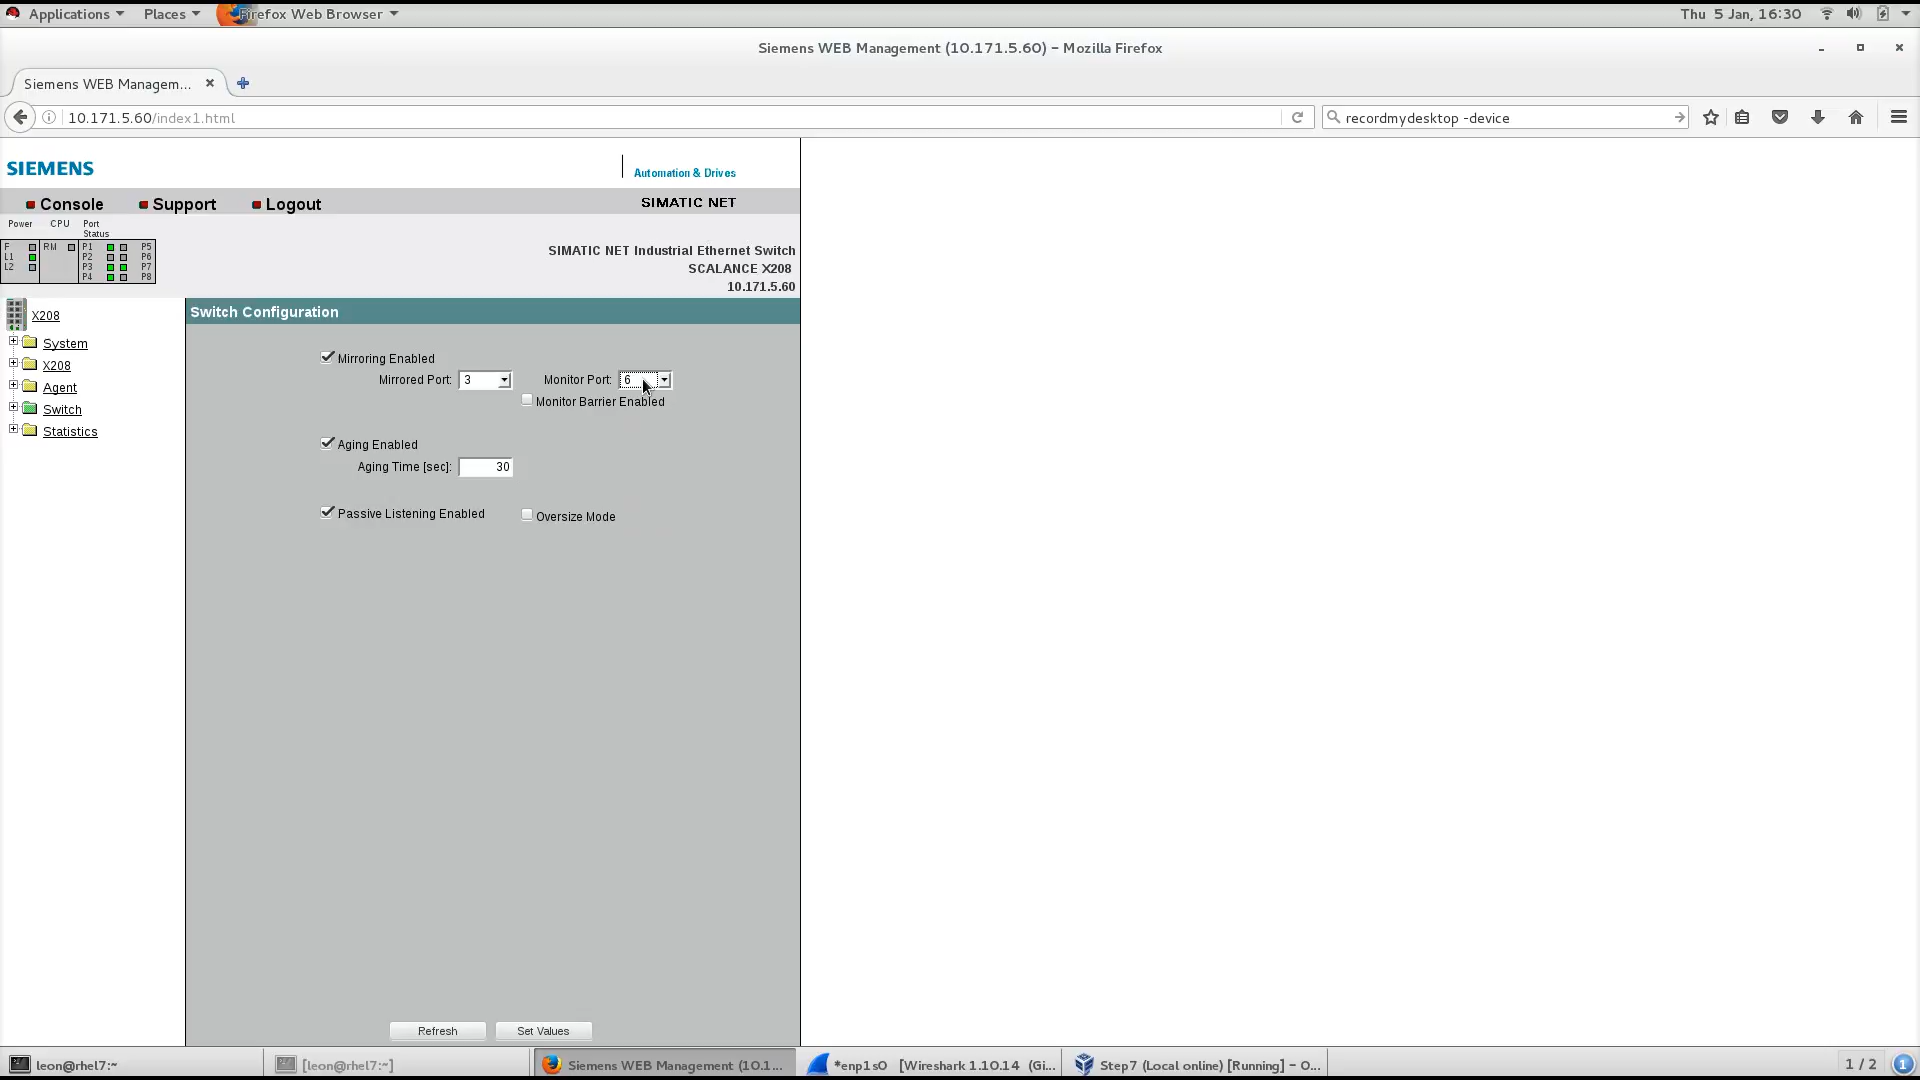 Applications Places Firefox Web Browser Thu 5 Jan, 16:30
Siemens WEB Management (10.171.5.60) - Mozilla Firefox
Siemens WEB Managem...
10.171.5.60/index1.html recordmydesktop -device
SIEMENS Automation & Drives
Console Support Logout SIMATIC NET
Power CPU Port Status
F RM P1 P5
L1 P2 P6
L2 P3 P7
P4 P8
SIMATIC NET Industrial Ethernet Switch
SCALANCE X208
10.171.5.60
X208
System
X208
Agent
Switch
Statistics
Switch Configuration
Mirroring Enabled
Mirrored Port: 3 Monitor Port: 6
Monitor Barrier Enabled
Aging Enabled
Aging Time [sec]: 30
Passive Listening Enabled Oversize Mode
Refresh Set Values
leon@rhel7:~ [leon@rhel7:~] Siemens WEB Management (10.1... *enp1s0 [Wireshark 1.10.14 (Gi... Step7 (Local online) [Running] - O... 1 / 2 1